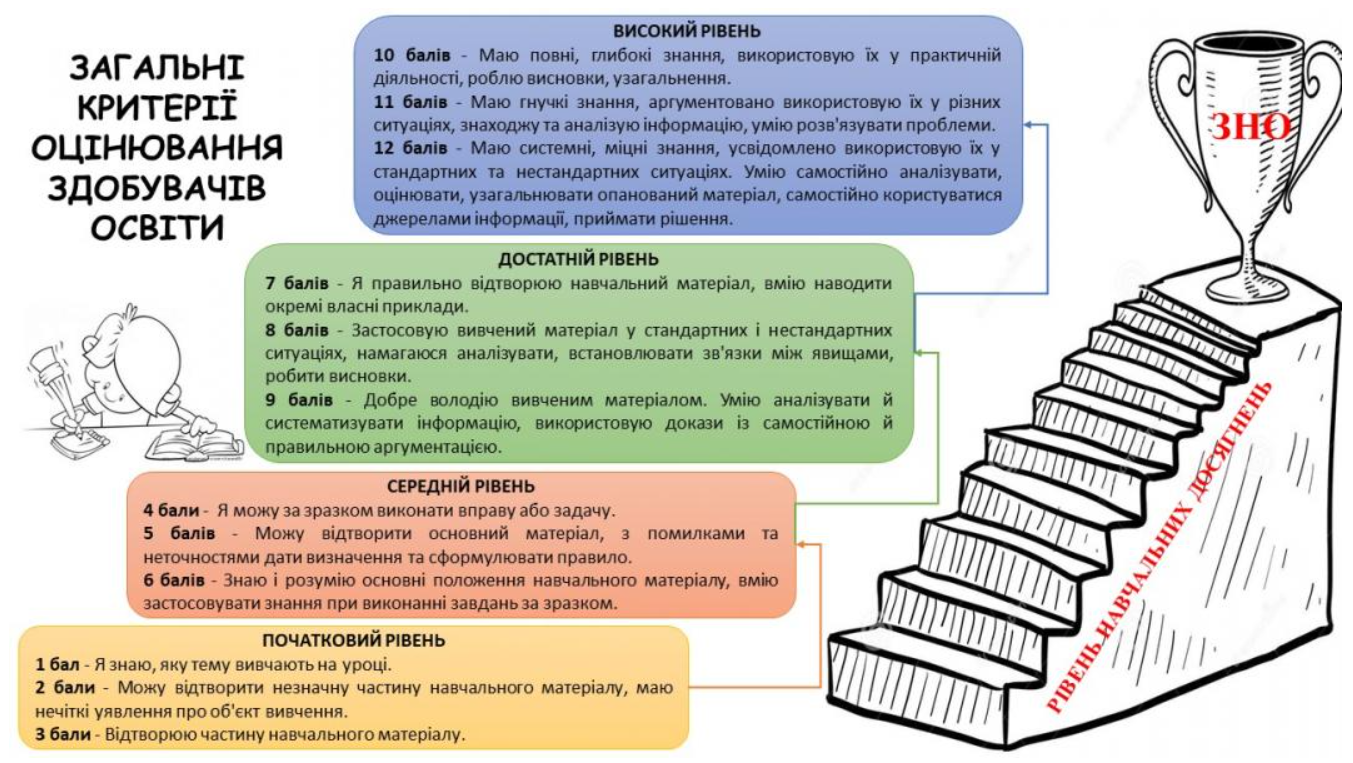 ЗАГАЛЬНІ
КРИТЕРІЇ
ОЦІНЮВАННЯ
ЗДОБУВАЧІВ
ОСВІТИ
ВИСОКИЙ РІВЕНЬ
10 балів - Маю повні, глибокі знання, використовую їх у практичній
діяльності, роблю висновки, узагальнення.
11 балів - Маю гнучкі знання, аргументовано використовую їх у різних
ситуаціях, знаходжу та аналізую інформацію, умію розв'язувати проблеми.
12 балів - Маю системні, міцні знання, усвідомлено використовую їх у
стандартних та нестандартних ситуаціях. Умію самостійно аналізувати,
оцінювати, узагальнювати опанований матеріал, самостійно користуватися
джерелами інформації, приймати рішення.
ДОСТАТНІЙ РІВЕНЬ
7 балів - Я правильно відтворюю навчальний матеріал, вмію наводити
окремі власні приклади.
8 балів - Застосовую вивчений матеріал у стандартних і нестандартних
ситуаціях, намагаюся аналізувати, встановлювати зв'язки між явищами,
робити висновки.
9 балів - Добре володію вивченим матеріалом. Умію аналізувати й
систематизувати інформацію, використовую докази із самостійною й
правильною аргументацією.
СЕРЕДНІЙ РІВЕНЬ
4 бали - Я можу за зразком виконати вправу або задачу.
5 балів - Можу відтворити основний матеріал, з помилками та
неточностями дати визначення та сформулювати правило.
6 балів - Знаю і розумію основні положення навчального матеріалу, вмію
застосовувати знання при виконанні завдань за зразком.
ПОЧАТКОВИЙ РІВЕНЬ
1 бал - Я знаю, яку тему вивчають на уроці.
2 бали - Можу відтворити незначну частину навчального матеріалу, маю
нечіткі уявлення про об'єкт вивчення.
3 бали - Відтворюю частину навчального матеріалу.
ЗНО
РІВЕНЬ НАВЧАЛЬНИХ ДОСЯГНЕНЬ